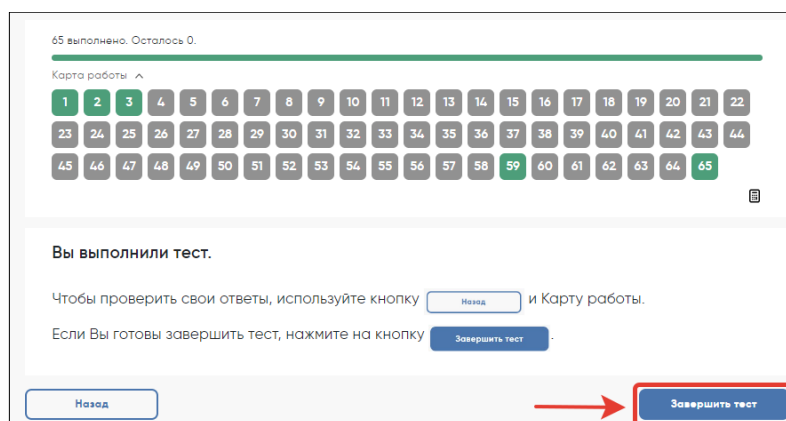 65 выполнено. Осталось 0.
Карта работы
1 2 3 4 5 6 7 8 9 10 11 12 13 14 15 16 17 18 19 20 21 22
23 24 25 26 27 28 29 30 31 32 33 34 35 36 37 38 39 40 41 42 43 44
45 46 47 48 49 50 51 52 53 54 55 56 57 58 59 60 61 62 63 64 65
Вы выполнили тест.
Чтобы проверить свои ответы, используйте кнопку Назад и Карту работы.
Если Вы готовы завершить тест, нажмите на кнопку Завершить тест .
Назад Завершить тест